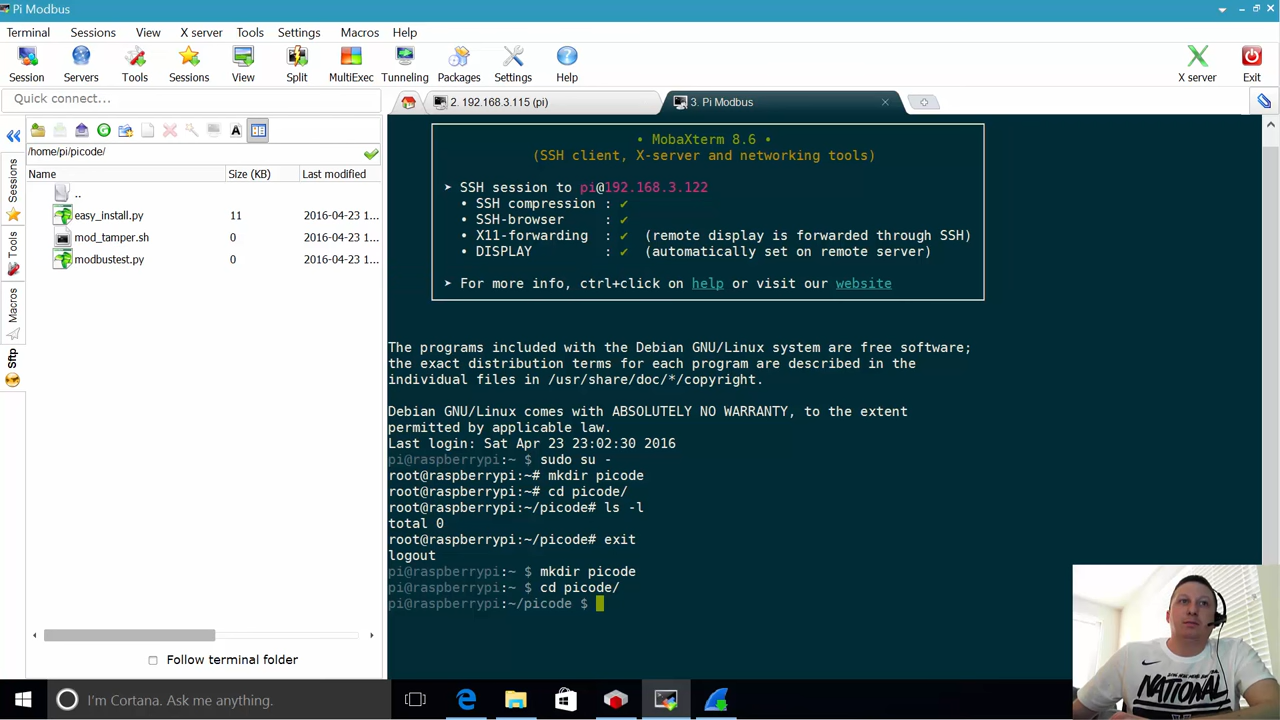 Pi Modbus
Terminal Sessions View X server Tools Settings Macros Help
Session Servers Tools Sessions View Split MultiExec Tunneling Packages Settings Help X server Exit
Quick connect...
2. 192.168.3.115 (pi)
3. Pi Modbus
Sessions
Tools
Macros
Sftp
/home/pi/picode/
Name Size (KB) Last modified
..
easy_install.py 11 2016-04-23 1...
mod_tamper.sh 0 2016-04-23 1...
modbustest.py 0 2016-04-23 1...
Follow terminal folder
• MobaXterm 8.6 •
(SSH client, X-server and networking tools)
➤ SSH session to pi@192.168.3.122
• SSH compression : ✔
• SSH-browser : ✔
• X11-forwarding : ✔ (remote display is forwarded through SSH)
• DISPLAY : ✔ (automatically set on remote server)
➤ For more info, ctrl+click on help or visit our website
The programs included with the Debian GNU/Linux system are free software;
the exact distribution terms for each program are described in the
individual files in /usr/share/doc/*/copyright.
Debian GNU/Linux comes with ABSOLUTELY NO WARRANTY, to the extent
permitted by applicable law.
Last login: Sat Apr 23 23:02:30 2016
pi@raspberrypi:~ $ sudo su -
root@raspberrypi:~# mkdir picode
root@raspberrypi:~# cd picode/
root@raspberrypi:~/picode# ls -l
total 0
root@raspberrypi:~/picode# exit
logout
pi@raspberrypi:~ $ mkdir picode
pi@raspberrypi:~ $ cd picode/
pi@raspberrypi:~/picode $
NATIONAL
I'm Cortana. Ask me anything.